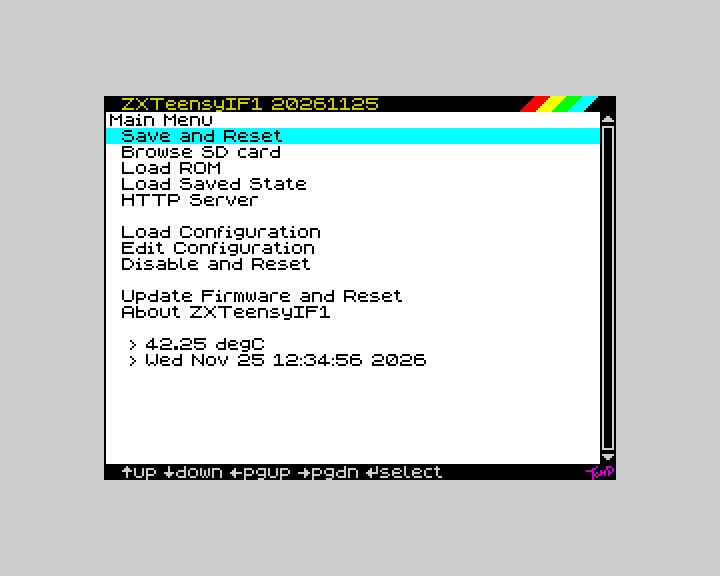 ZXTeensyIF1 20261125
Main Menu
Save and Reset
Browse SD card
Load ROM
Load Saved State
HTTP Server
Load Configuration
Edit Configuration
Disable and Reset
Update Firmware and Reset
About ZXTeensyIF1
> 42.25 degC
> Wed Nov 25 12:34:56 2026
↑up ↓down ←pgup →pgdn ↵select